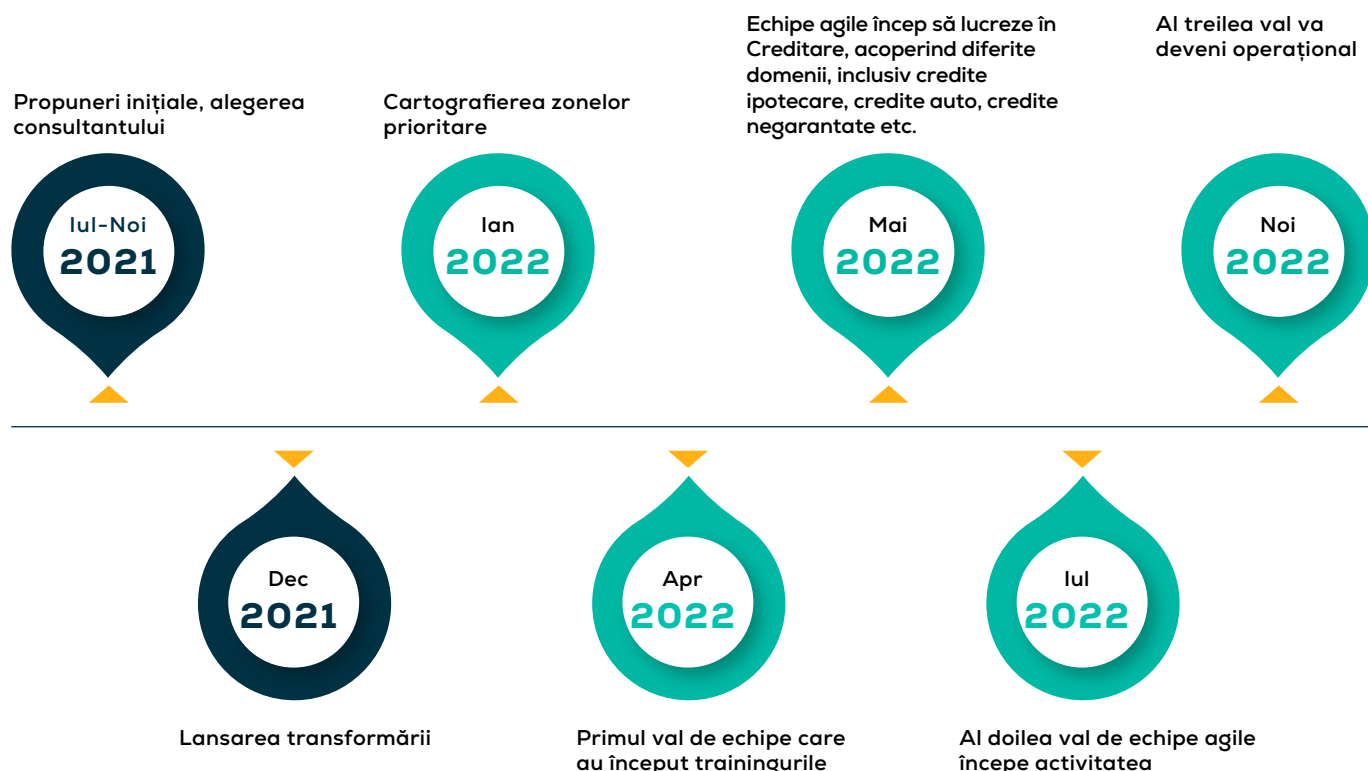 Propuneri inițiale, alegerea
consultantului
Iul-Noi
2021
Cartografierea zonelor
prioritare
Ian
2022
Echipe agile încep să lucreze în
Creditare, acoperind diferite
domenii, inclusiv credite
ipotecare, credite auto, credite
negarantate etc.
Mai
2022
Al treilea val va
deveni operațional
Noi
2022
Dec
2021
Lansarea transformării
Apr
2022
Primul val de echipe care
au început trainingurile
Iul
2022
Al doilea val de echipe agile
începe activitatea